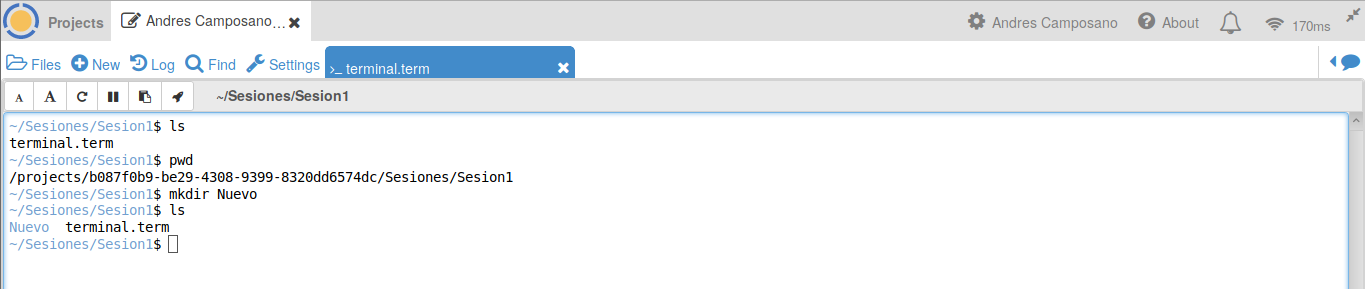 Projects Andres Camposano... Andres Camposano About 170ms
Files New Log Find Settings >_ terminal.term
A A ~/Sesiones/Sesion1
~/Sesiones/Sesion1$ ls
terminal.term
~/Sesiones/Sesion1$ pwd
/projects/b087f0b9-be29-4308-9399-8320dd6574dc/Sesiones/Sesion1
~/Sesiones/Sesion1$ mkdir Nuevo
~/Sesiones/Sesion1$ ls
Nuevo  terminal.term
~/Sesiones/Sesion1$